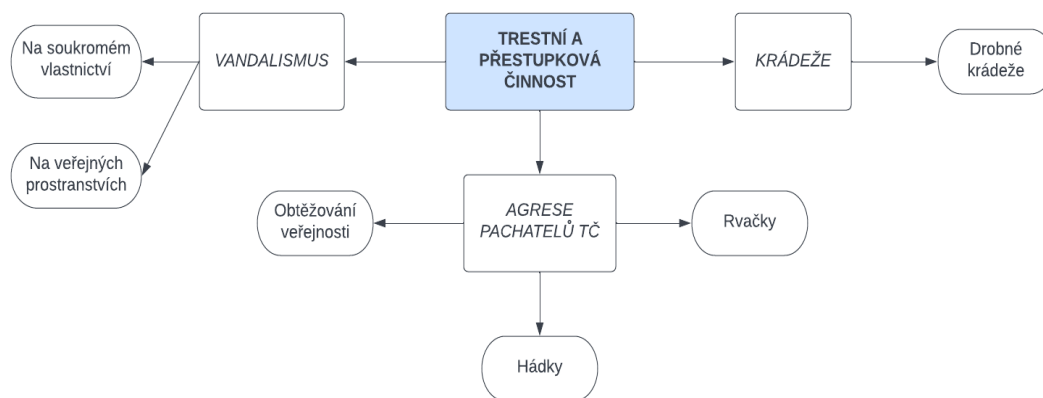 Na soukromém
vlastnictví
VANDALISMUS
TRESTNÍ A
PŘESTUPKOVÁ
ČINNOST
KRÁDEŽE
Drobné
krádeže
Na veřejných
prostranstvích
Obtěžování
veřejnosti
AGRESE
PACHATELŮ TČ
Rvačky
Hádky